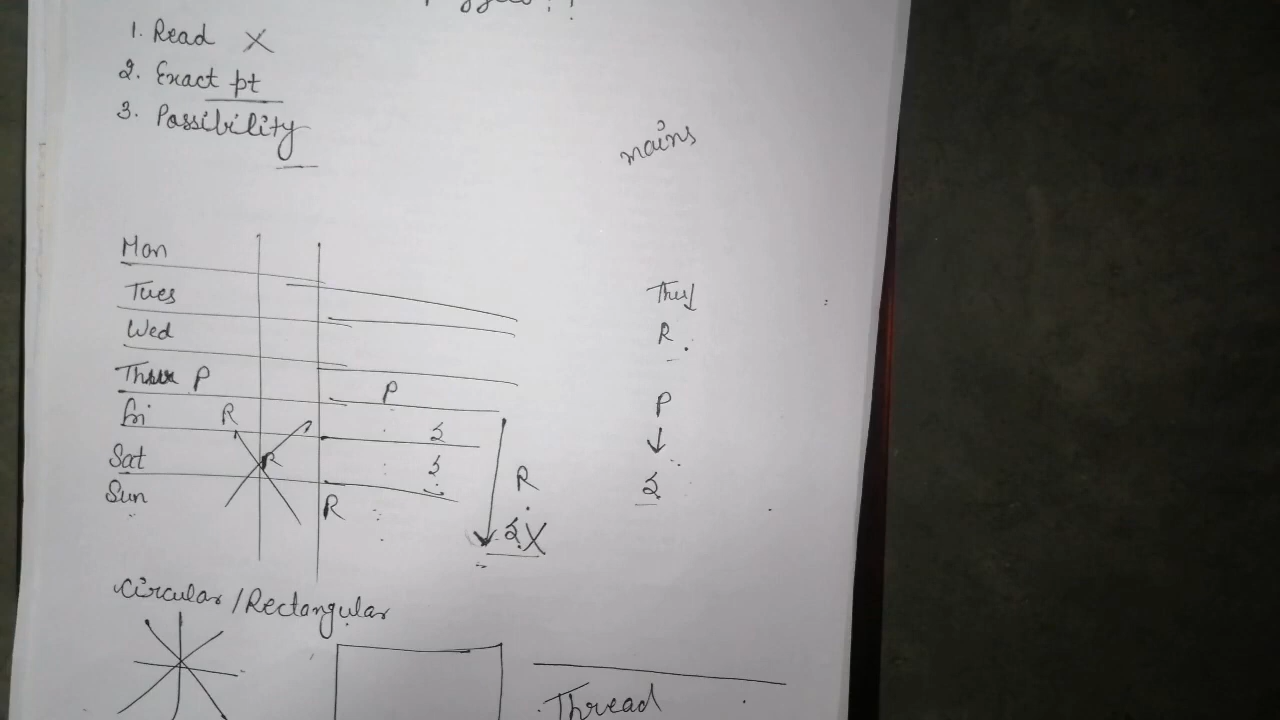 1. Read X
2. Exact pt
3. Possibility
mains
Mon
Tues
Wed
Thur P
P
Fri R
2
Sat R
2
Sun
R
R
2 X
Thu
R
P
2
Circular/Rectangular
Thread